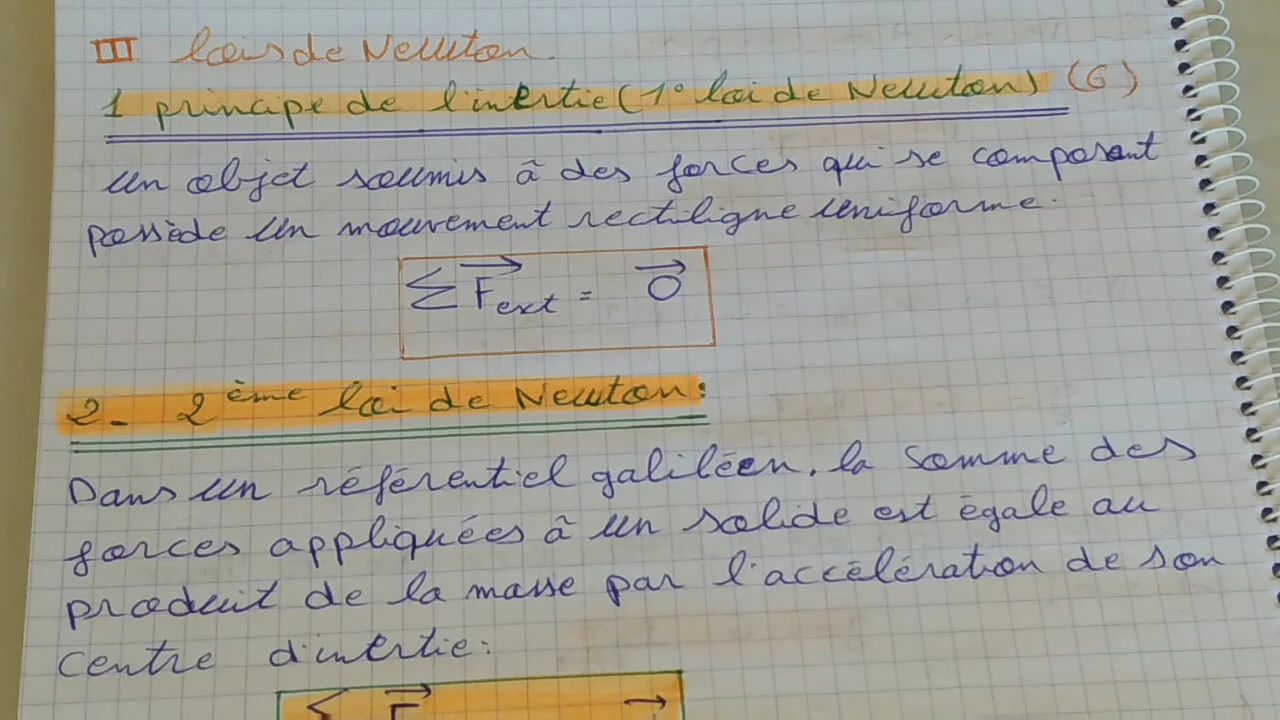 III lois de Newton.
1 principe de l'inertie (1° loi de Newton) (G)
un objet soumis à des forces qui se composent
possède un mouvement rectiligne uniforme.
∑ F⃗ext = 0⃗
2- 2ème loi de Newton:
Dans un référentiel galiléen, la somme des
forces appliquées à un solide est égale au
produit de la masse par l'accélération de son
centre d'inertie: